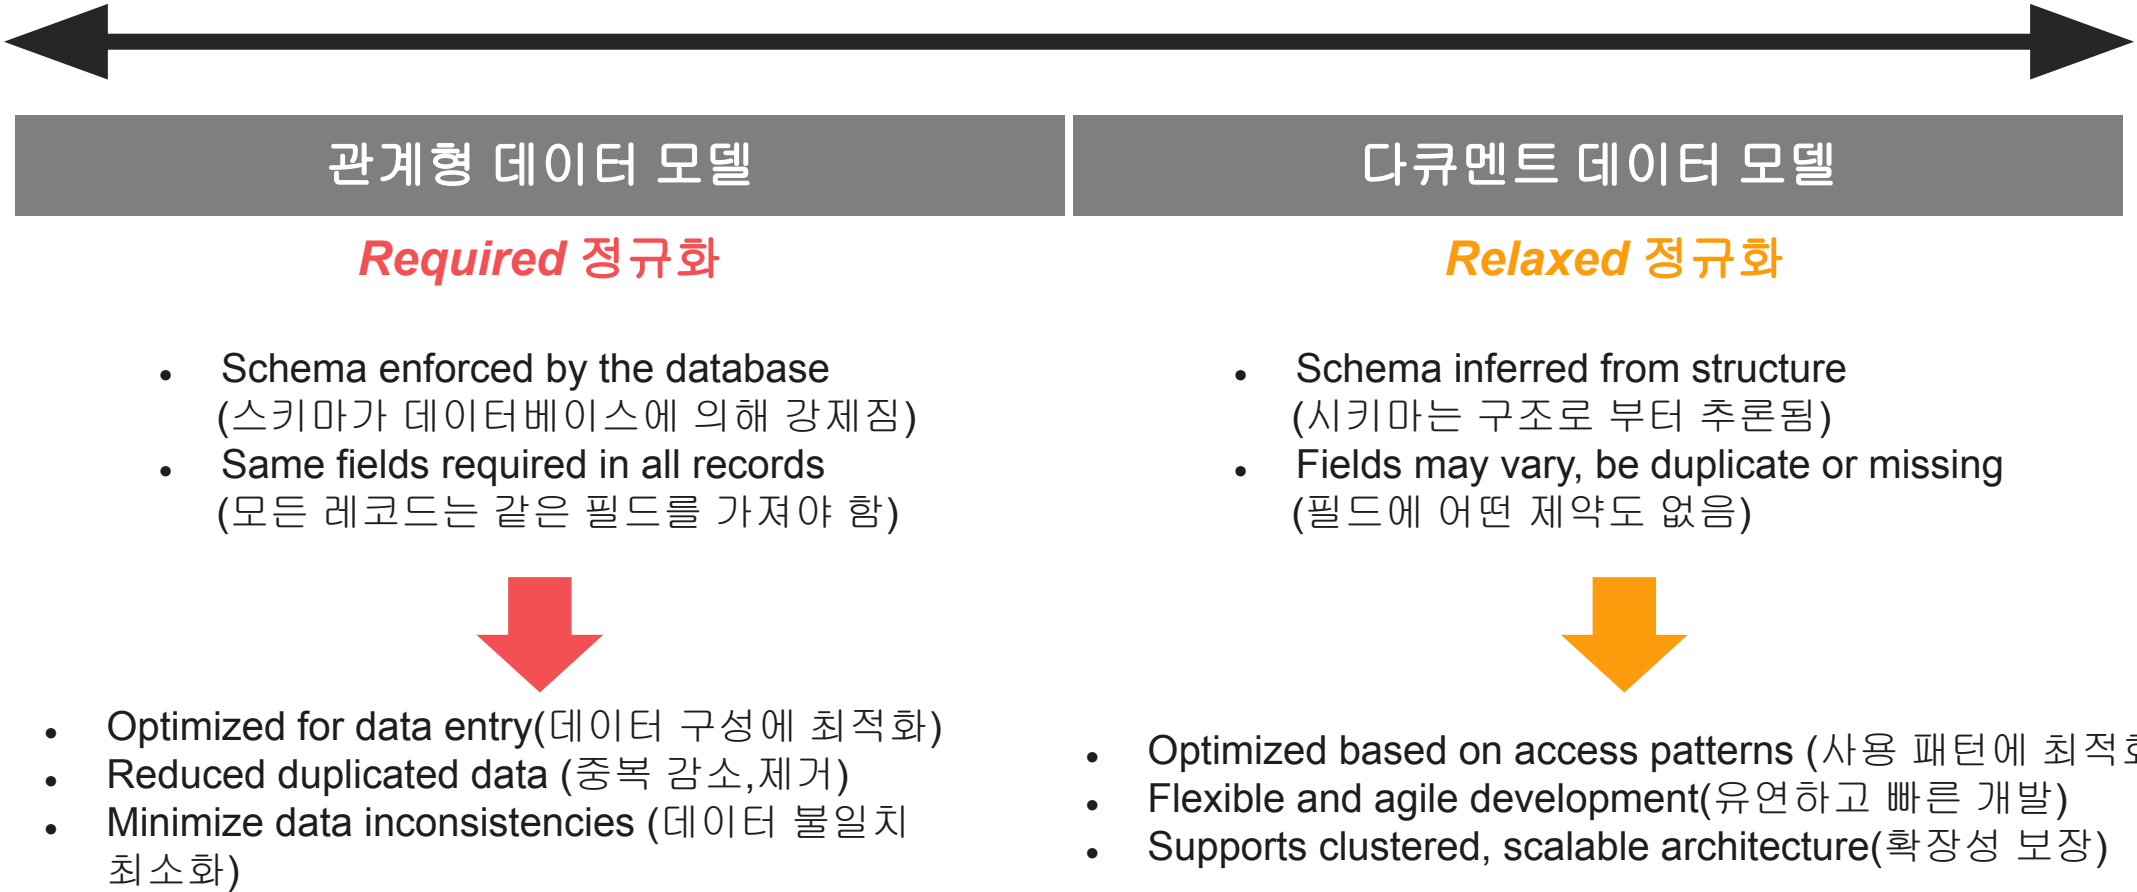 관계형 데이터 모델
Required 정규화
• Schema enforced by the database
(스키마가 데이터베이스에 의해 강제짐)
• Same fields required in all records
(모든 레코드는 같은 필드를 가져야 함)
• Optimized for data entry(데이터 구성에 최적화)
• Reduced duplicated data (중복 감소,제거)
• Minimize data inconsistencies (데이터 불일치
최소화)
다큐멘트 데이터 모델
Relaxed 정규화
• Schema inferred from structure
(시키마는 구조로 부터 추론됨)
• Fields may vary, be duplicate or missing
(필드에 어떤 제약도 없음)
• Optimized based on access patterns (사용 패턴에 최적화
• Flexible and agile development(유연하고 빠른 개발)
• Supports clustered, scalable architecture(확장성 보장)